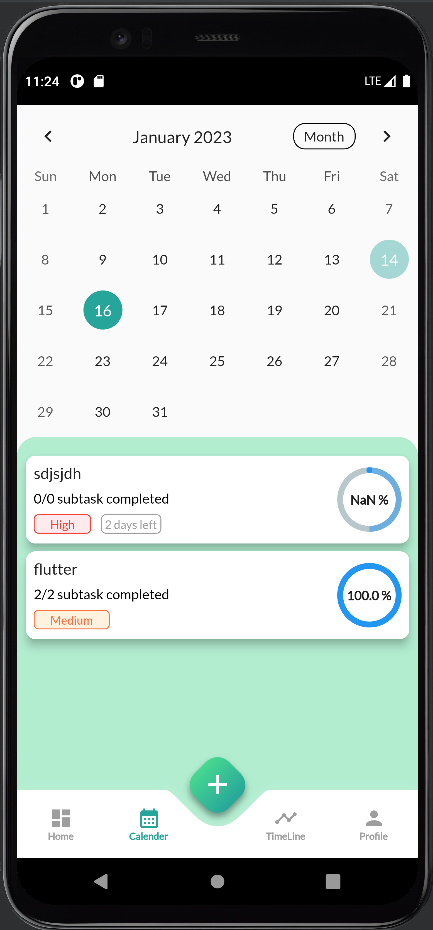 11:24 LTE
January 2023 Month
Sun Mon Tue Wed Thu Fri Sat
1 2 3 4 5 6 7
8 9 10 11 12 13 14
15 16 17 18 19 20 21
22 23 24 25 26 27 28
29 30 31
sdjsjdh
0/0 subtask completed
NaN %
High 2 days left
flutter
2/2 subtask completed
100.0 %
Medium
Home Calender TimeLine Profile